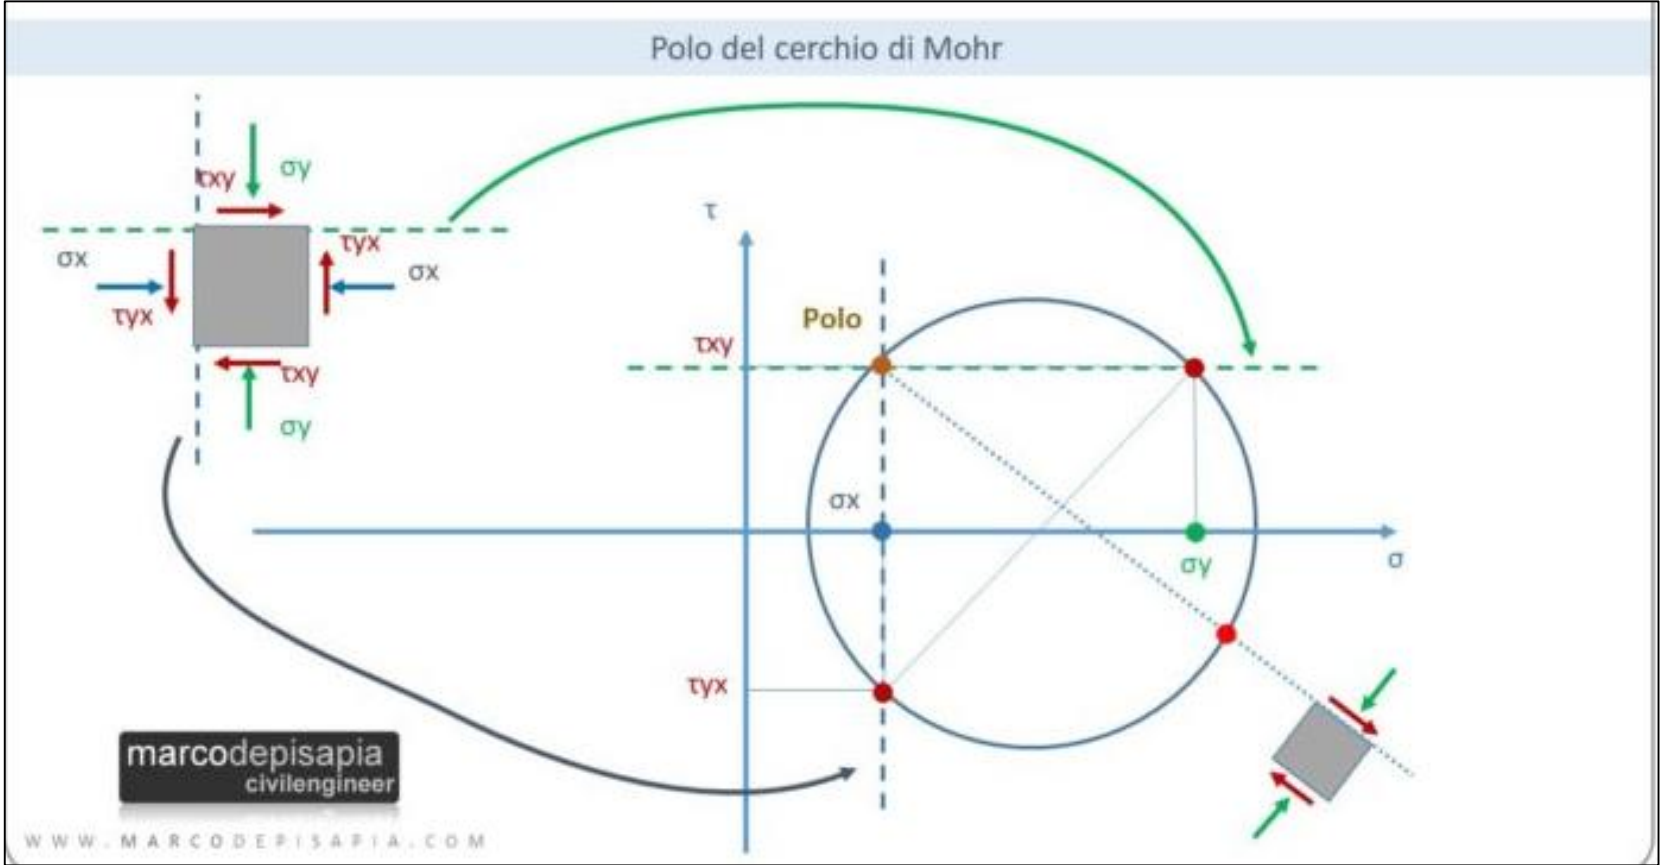 Polo del cerchio di Mohr
τxy
σy
τyx
σx
σx
τyx
τxy
σy
τ
Polo
τxy
σx
σy
σ
τyx
marcodepisapia
civilengineer
WWW.MARCODEPISAPIA.COM